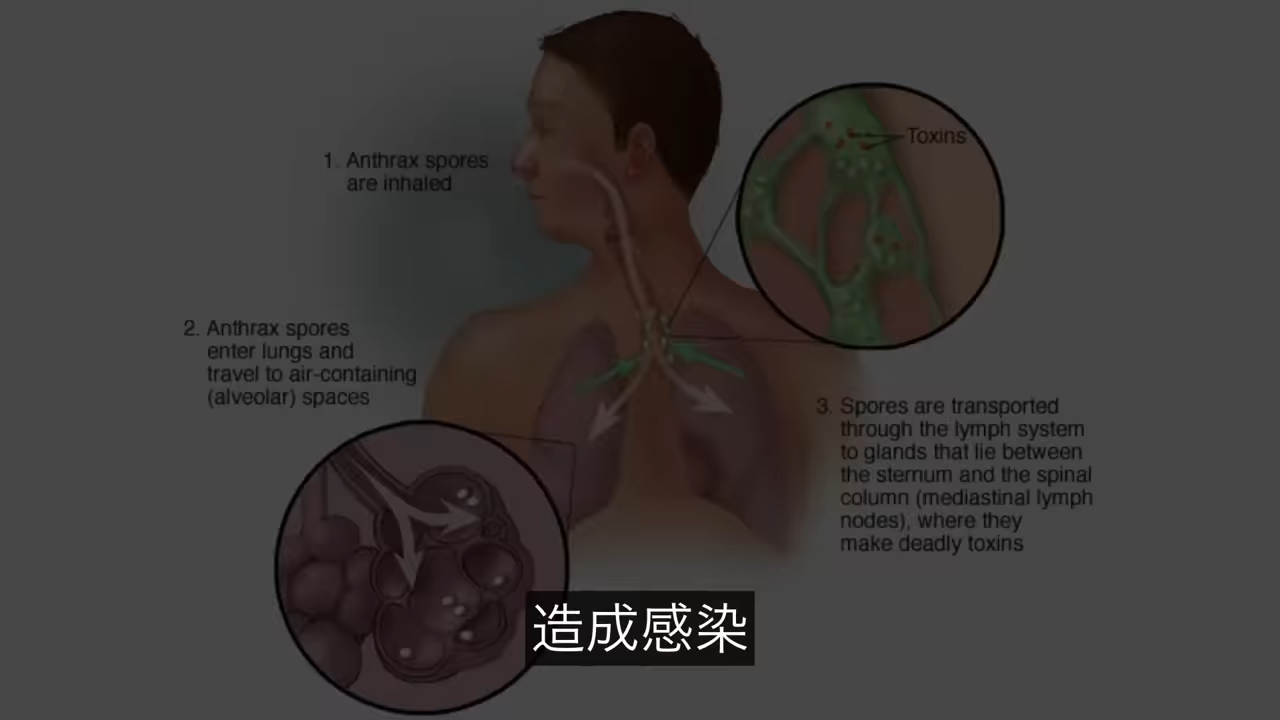 1. Anthrax spores
are inhaled
Toxins
2. Anthrax spores
enter lungs and
travel to air-containing
(alveolar) spaces
3. Spores are transported
through the lymph system
to glands that lie between
the sternum and the spinal
column (mediastinal lymph
nodes), where they
make deadly toxins
造成感染